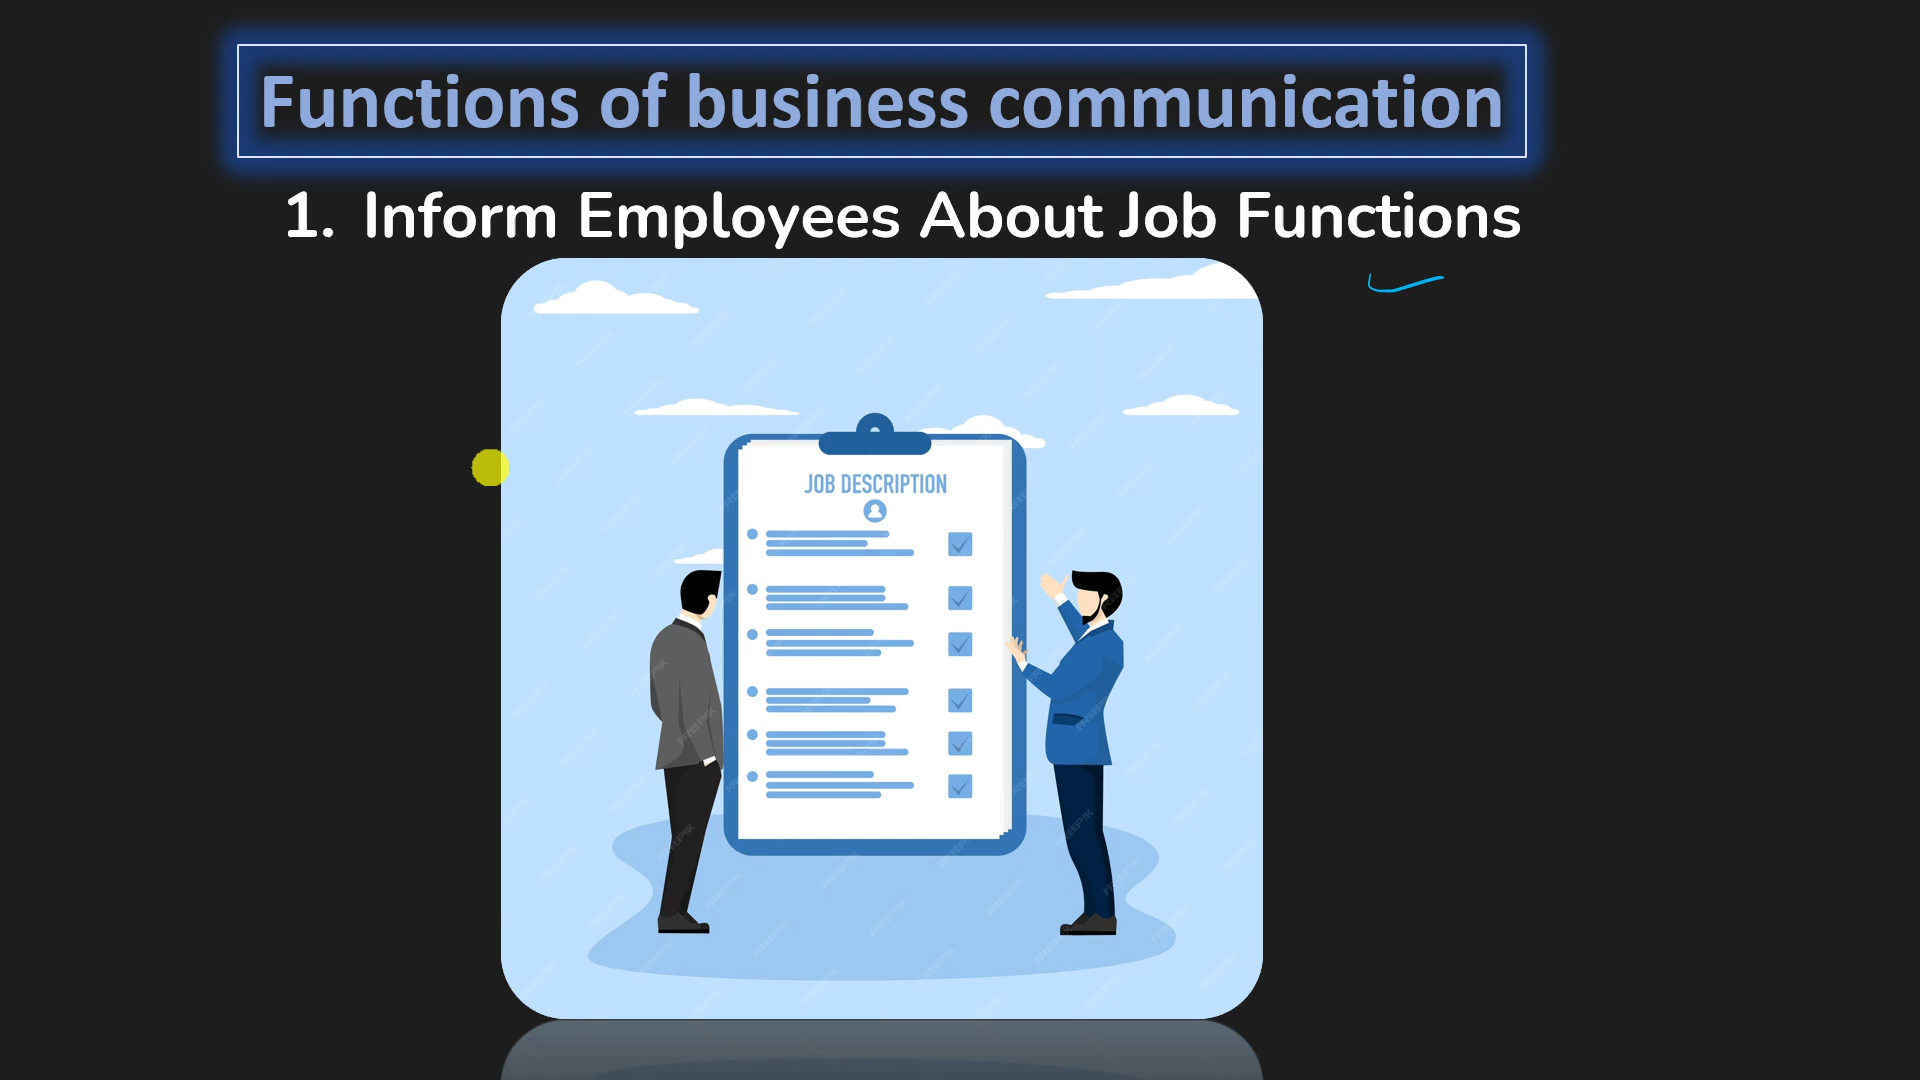 Functions of business communication
1. Inform Employees About Job Functions
JOB DESCRIPTION